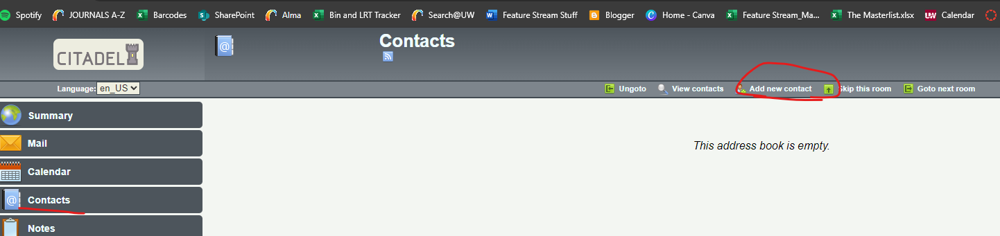 Spotify JOURNALS A-Z Barcodes SharePoint Alma Bin and LRT Tracker Search@UW Feature Stream Stuff Blogger Home - Canva Feature Stream_Ma... The Masterlist.xlsx Calendar
CITADEL
Contacts
Language: en_US Ungoto View contacts Add new contact Skip this room Goto next room
Summary
Mail
Calendar
Contacts
Notes
This address book is empty.